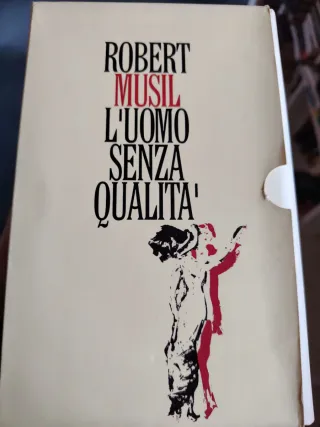 ROBERT
MUSIL
L'UOMO
SENZA
QUALITA'